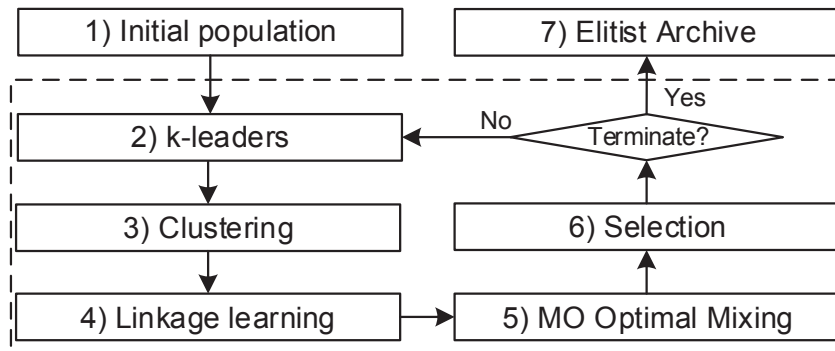 1) Initial population
7) Elitist Archive
Yes
No
2) k-leaders
Terminate?
3) Clustering
6) Selection
4) Linkage learning
5) MO Optimal Mixing